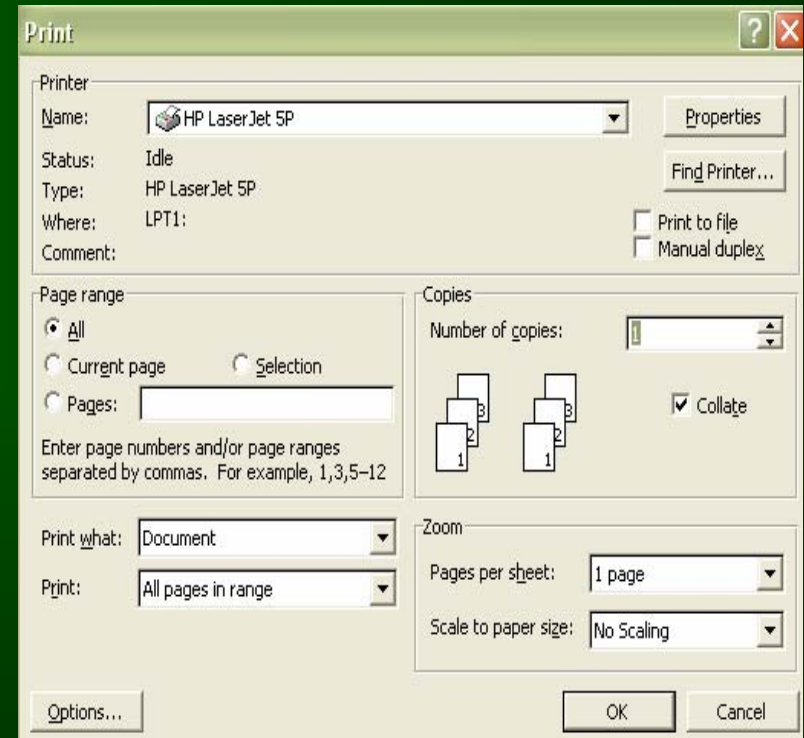 Print
Printer
Name: HP LaserJet 5P Properties
Status: Idle
Find Printer...
Type: HP LaserJet 5P
Where: LPT1: Print to file
Comment: Manual duplex
Page range
All
Current page Selection
Pages:
Enter page numbers and/or page ranges
separated by commas. For example, 1,3,5–12
Copies
Number of copies: 1
3 3
2 2
1 1
Collate
Print what: Document
Print: All pages in range
Zoom
Pages per sheet: 1 page
Scale to paper size: No Scaling
Options... OK Cancel